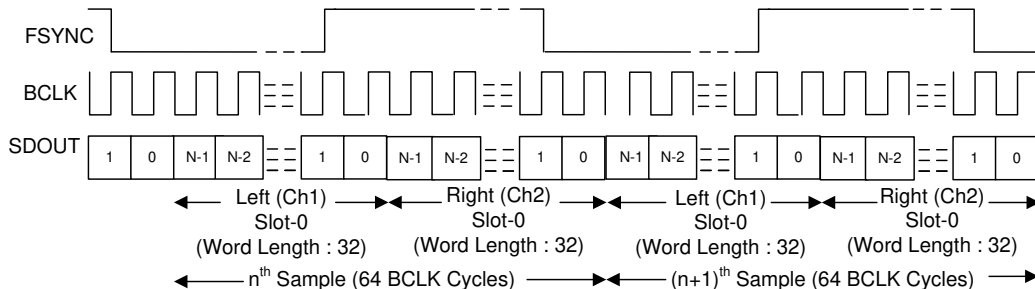 FSYNC
BCLK
SDOUT
1 0 N-1 N-2 1 0 N-1 N-2 1 0 N-1 N-2 1 0 N-1 N-2 1 0
Left (Ch1) Right (Ch2) Left (Ch1) Right (Ch2)
Slot-0 Slot-0 Slot-0 Slot-0
(Word Length : 32) (Word Length : 32) (Word Length : 32) (Word Length : 32)
nth Sample (64 BCLK Cycles) (n+1)th Sample (64 BCLK Cycles)